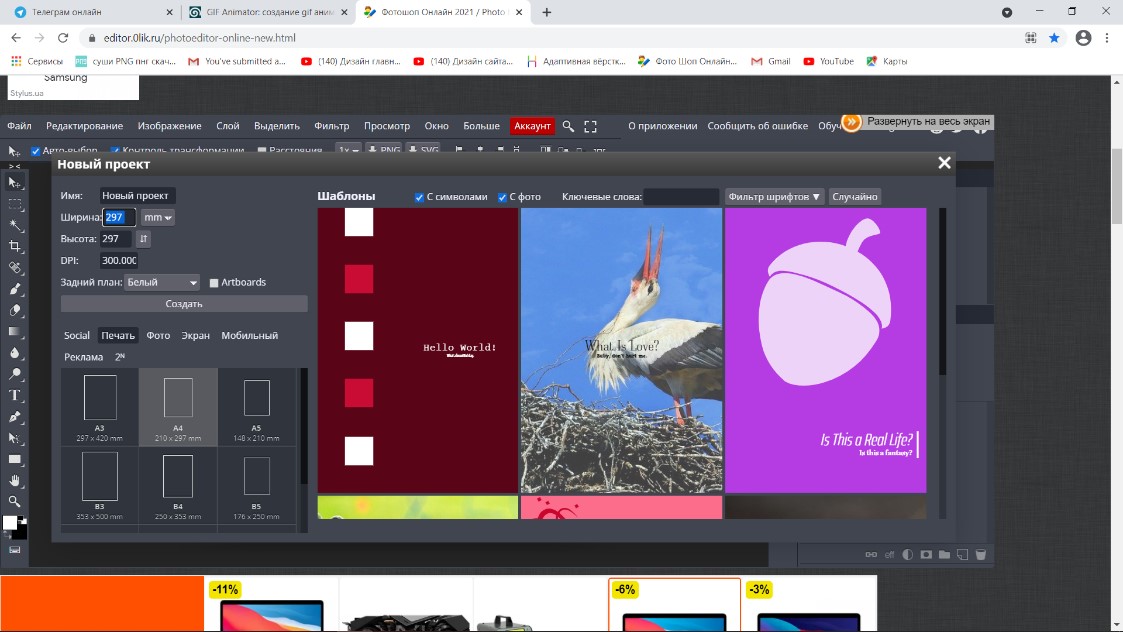 Телеграм онлайн
GIF Animator: создание gif аним
Фотошоп Онлайн 2021 / Photo
editor.0lik.ru/photoeditor-online-new.html
Сервисы
суши PNG пнг скач...
You've submitted a...
(140) Дизайн главн...
(140) Дизайн сайта...
Адаптивная вёрстк...
Фото Шоп Онлайн...
Gmail
YouTube
Карты
Samsung
Stylus.ua
Файл Редактирование Изображение Слой Выделить Фильтр Просмотр Окно Больше Аккаунт О приложении Сообщить об ошибке Обуч
Развернуть на весь экран
Авто-выбор Контроль трансформации Расстояния 1x PNG SVG
Новый проект
Имя: Новый проект
Ширина: 297 mm
Высота: 297
DPI: 300.000
Задний план: Белый Artboards
Создать
Social Печать Фото Экран Мобильный
Реклама 2ᴺ
A3
297 x 420 mm
A4
210 x 297 mm
A5
148 x 210 mm
B3
353 x 500 mm
B4
250 x 353 mm
B5
176 x 250 mm
Шаблоны С символами С фото Ключевые слова: Фильтр шрифтов ▼ Случайно
Hello World!
What Is Love?
Baby, don't hurt me.
Is This a Real Life?
Is this a fantasy?
eff
-11%
-6%
-3%